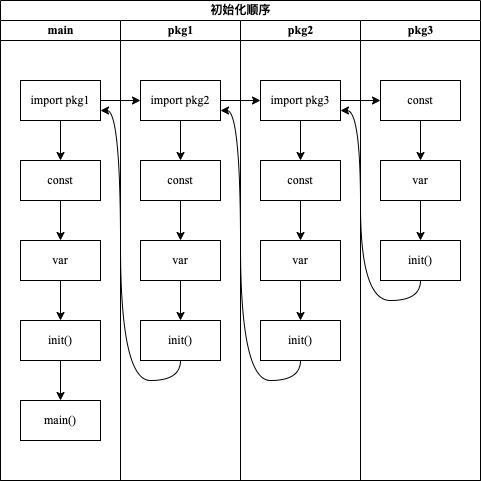 初始化顺序
main pkg1 pkg2 pkg3
import pkg1 import pkg2 import pkg3 const
const const const var
var var var init()
init() init() init()
main()